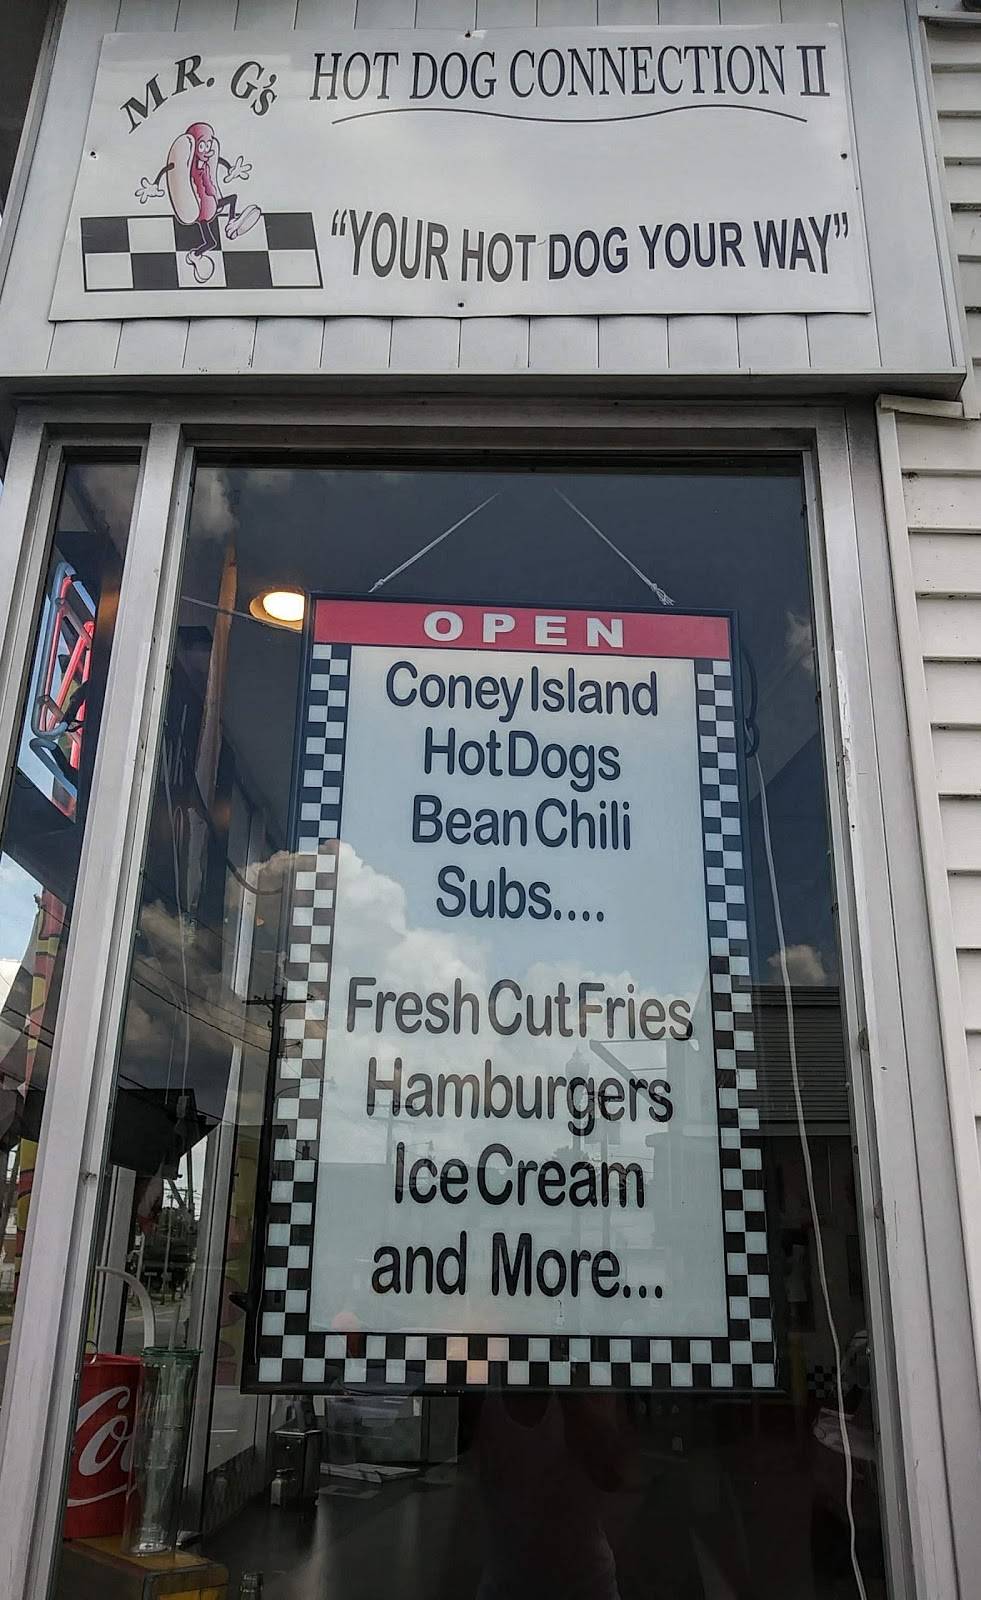 MR. G's HOT DOG CONNECTION II
"YOUR HOT DOG YOUR WAY"
OPEN
Coney Island
Hot Dogs
Bean Chili
Subs....
Fresh Cut Fries
Hamburgers
Ice Cream
and More...